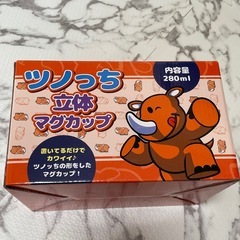 ツノっち
立体
マグカップ
内容量
280ml
置いてるだけで
カワイイ♪
ツノっちの形をした
マグカップ！